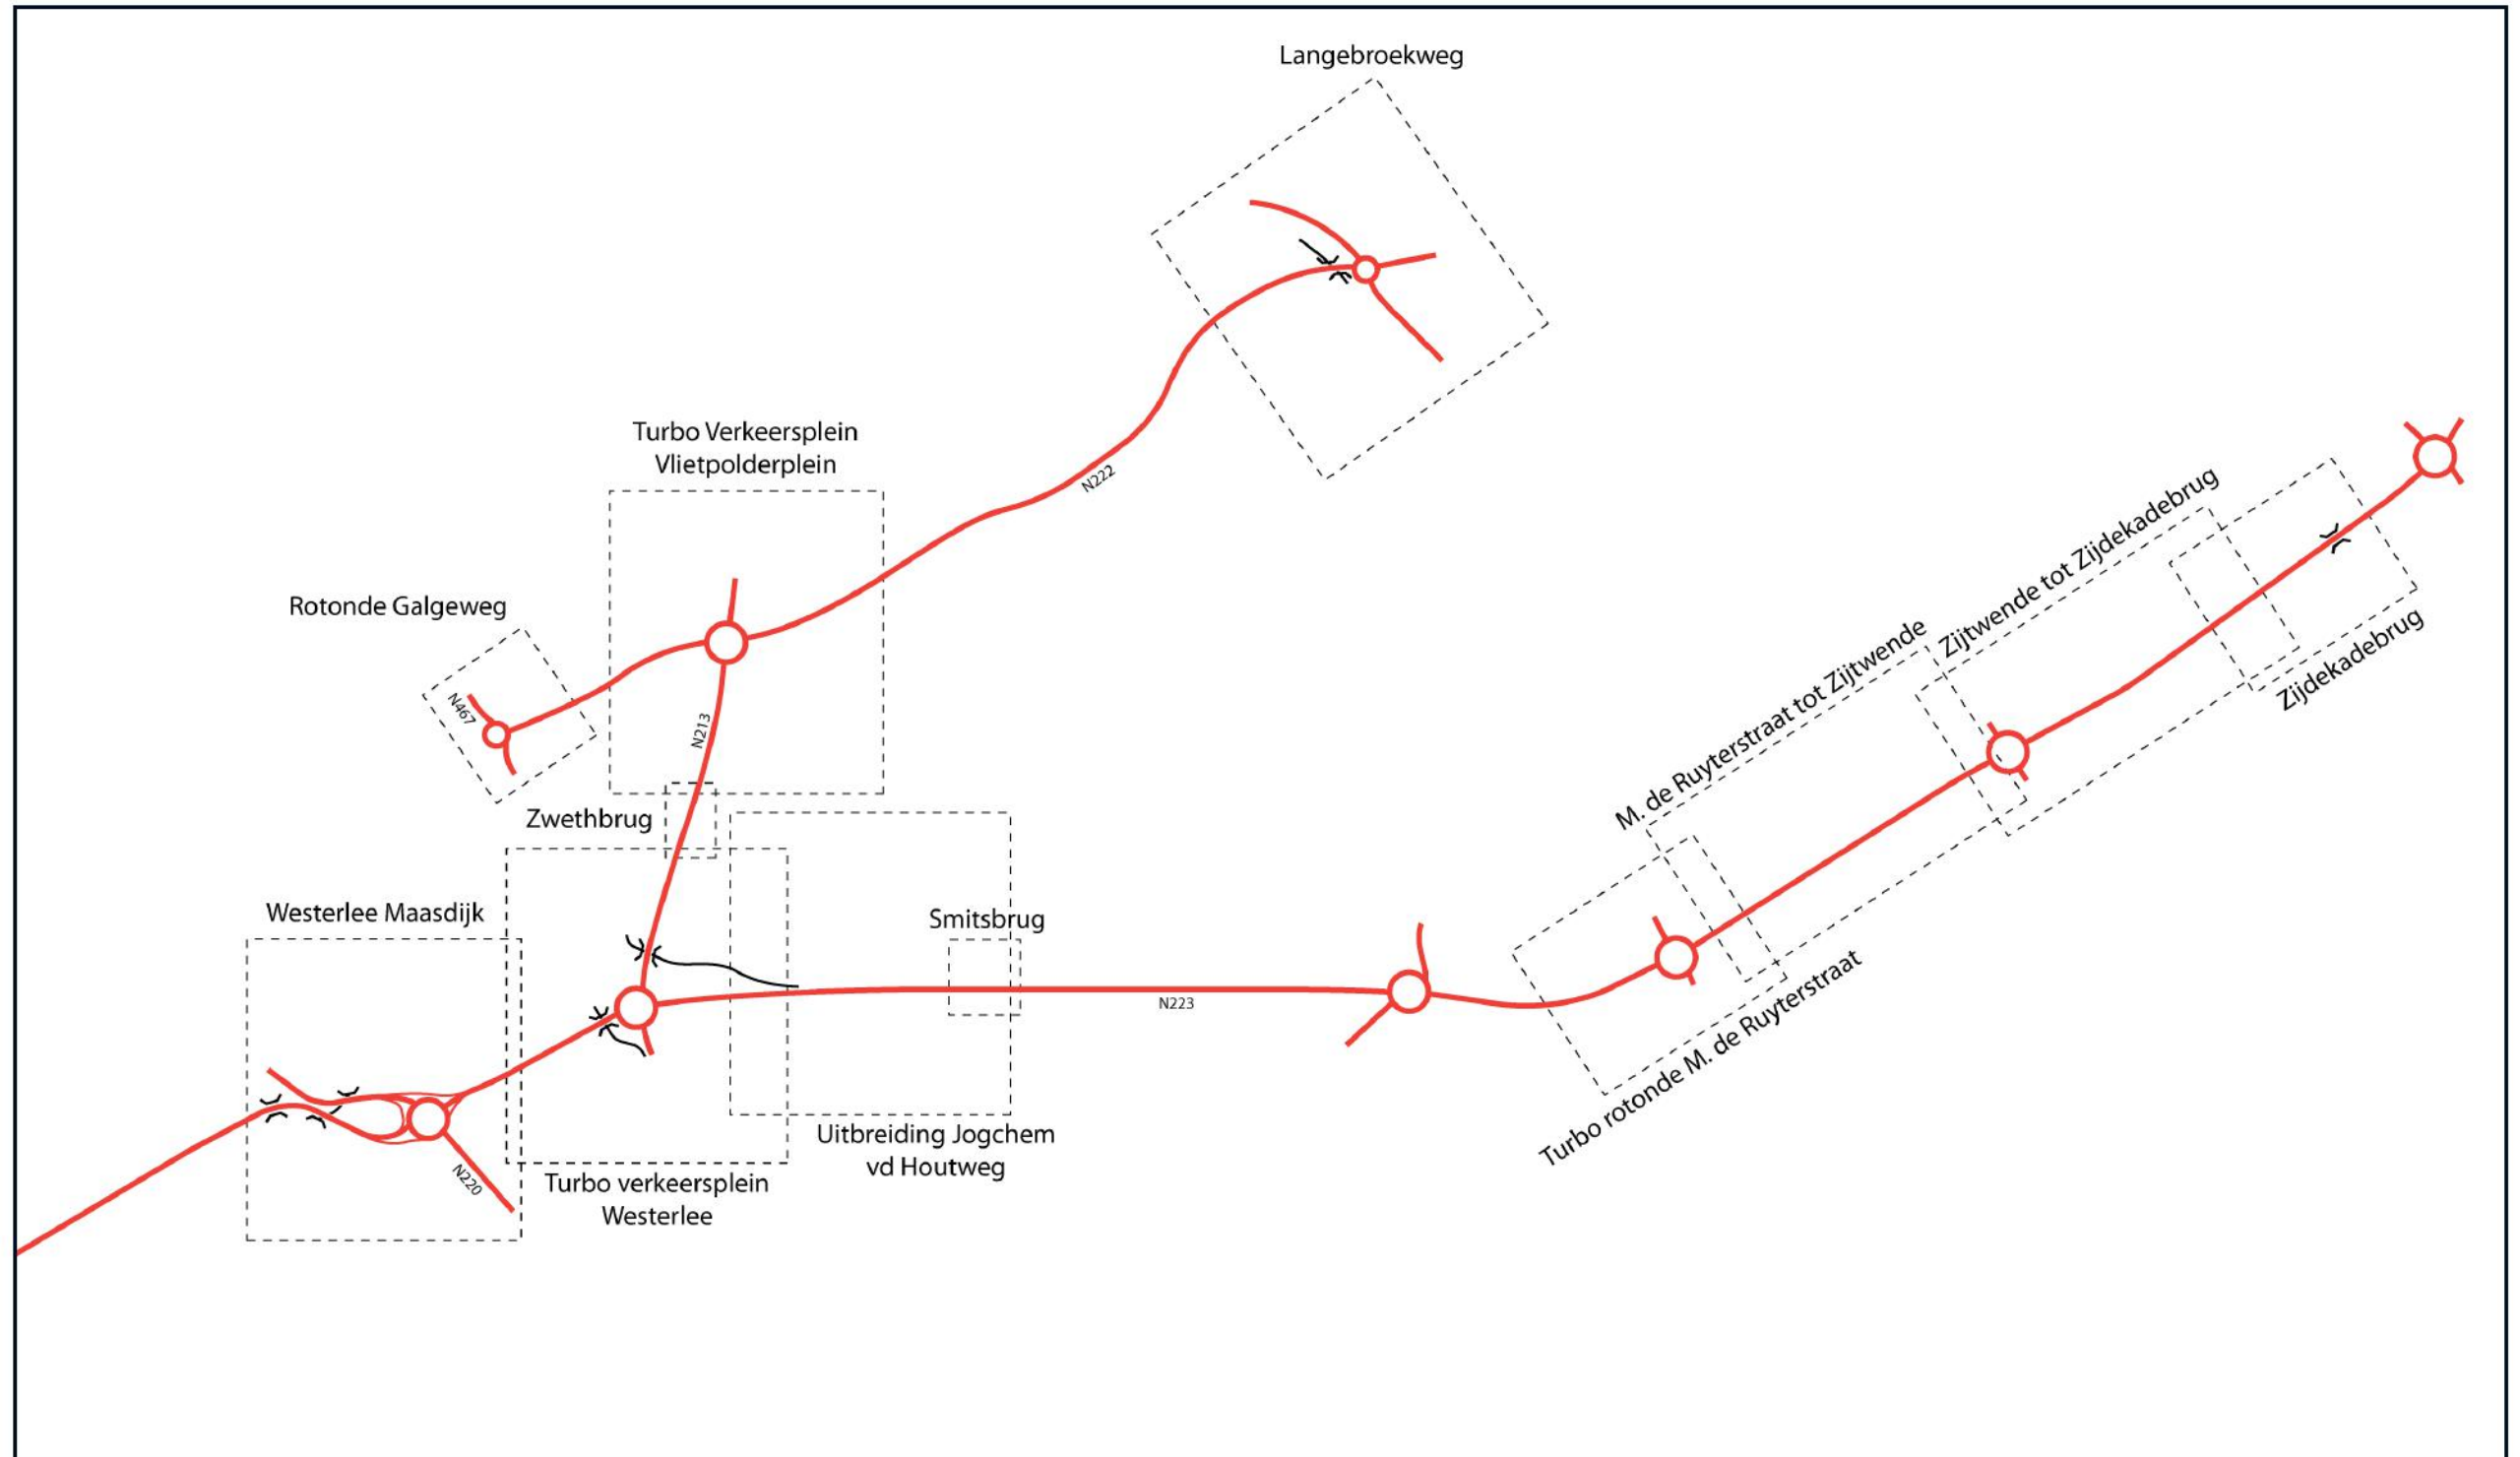 Langebroekweg
Turbo Verkeersplein
Vlietpolderplein
N222
Rotonde Galgeweg
N467
N213
Zwethbrug
Westerlee Maasdijk
Smitsbrug
N223
N220
Uitbreiding Jogchem
vd Houtweg
Turbo verkeersplein
Westerlee
Zijtwende tot Zijdekadebrug
Zijdekadebrug
M. de Ruyterstraat tot Zijtwende
Turbo rotonde M. de Ruyterstraat